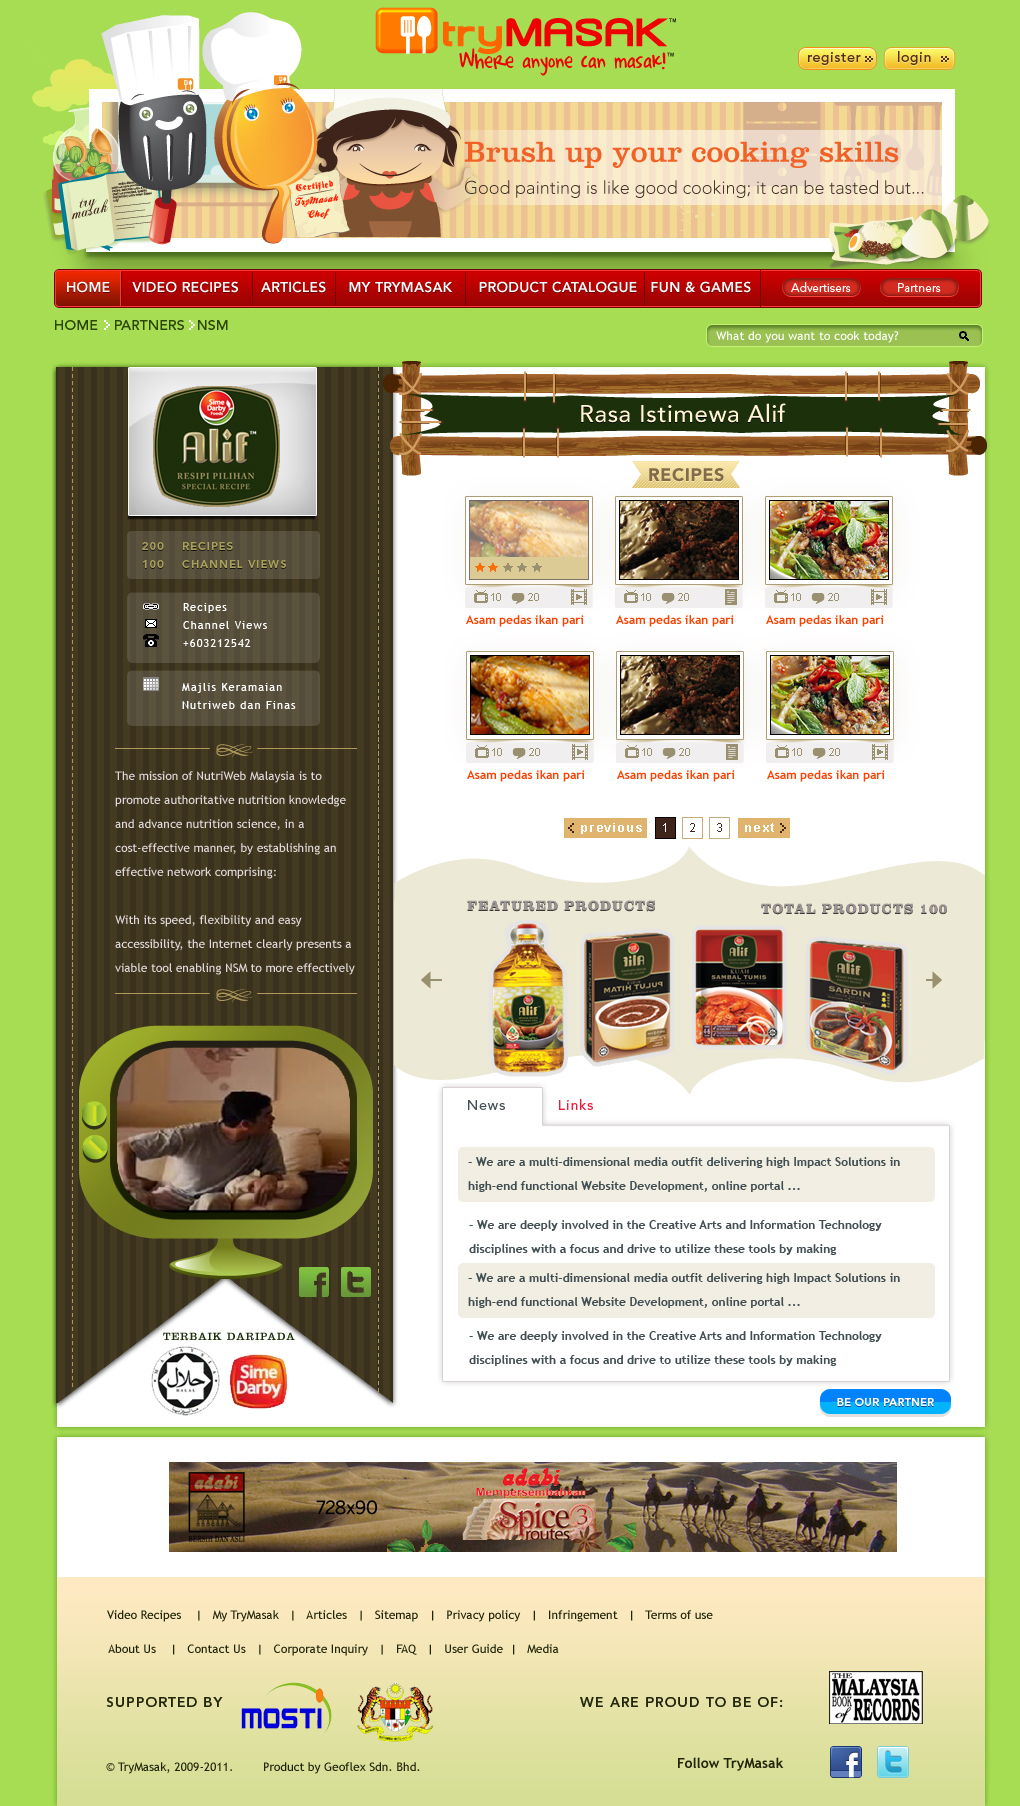 tryMASAK™
Where anyone can masak!™
register
login
try masak
Certified
TryMasak
Chef
Brush up your cooking skills
Good painting is like good cooking; it can be tasted but...
HOME
VIDEO RECIPES
ARTICLES
MY TRYMASAK
PRODUCT CATALOGUE
FUN & GAMES
Advertisers
Partners
HOME PARTNERS NSM
What do you want to cook today?
Sime
Darby
Foods
Alif™
RESIPI PILIHAN
SPECIAL RECIPE
200 RECIPES
100 CHANNEL VIEWS
Recipes
Channel Views
+603212542
Majlis Keramaian
Nutriweb dan Finas
The mission of NutriWeb Malaysia is to
promote authoritative nutrition knowledge
and advance nutrition science, in a
cost-effective manner, by establishing an
effective network comprising:
With its speed, flexibility and easy
accessibility, the Internet clearly presents a
viable tool enabling NSM to more effectively
TERBAIK DARIPADA
حلال
HALAL
Sime
Darby
Rasa Istimewa Alif
RECIPES
10 20
10 20
10 20
Asam pedas ikan pari
Asam pedas ikan pari
Asam pedas ikan pari
10 20
10 20
10 20
Asam pedas ikan pari
Asam pedas ikan pari
Asam pedas ikan pari
previous 1 2 3 next
FEATURED PRODUCTS
TOTAL PRODUCTS 100
Alif
Alif
MATIH TUJUP
Alif
KUAH
SAMBAL TUMIS
Alif
SARDIN
News
Links
- We are a multi-dimensional media outfit delivering high Impact Solutions in
high-end functional Website Development, online portal ...
- We are deeply involved in the Creative Arts and Information Technology
disciplines with a focus and drive to utilize these tools by making
- We are a multi-dimensional media outfit delivering high Impact Solutions in
high-end functional Website Development, online portal ...
- We are deeply involved in the Creative Arts and Information Technology
disciplines with a focus and drive to utilize these tools by making
BE OUR PARTNER
adabi
BERSIH DAN ASLI
728x90
adabi
Mempersembahkan
Spice 3
routes
Video Recipes | My TryMasak | Articles | Sitemap | Privacy policy | Infringement | Terms of use
About Us | Contact Us | Corporate Inquiry | FAQ | User Guide | Media
SUPPORTED BY
MOSTI
WE ARE PROUD TO BE OF:
THE
MALAYSIA
BOOK of RECORDS
© TryMasak, 2009-2011. Product by Geoflex Sdn. Bhd.
Follow TryMasak